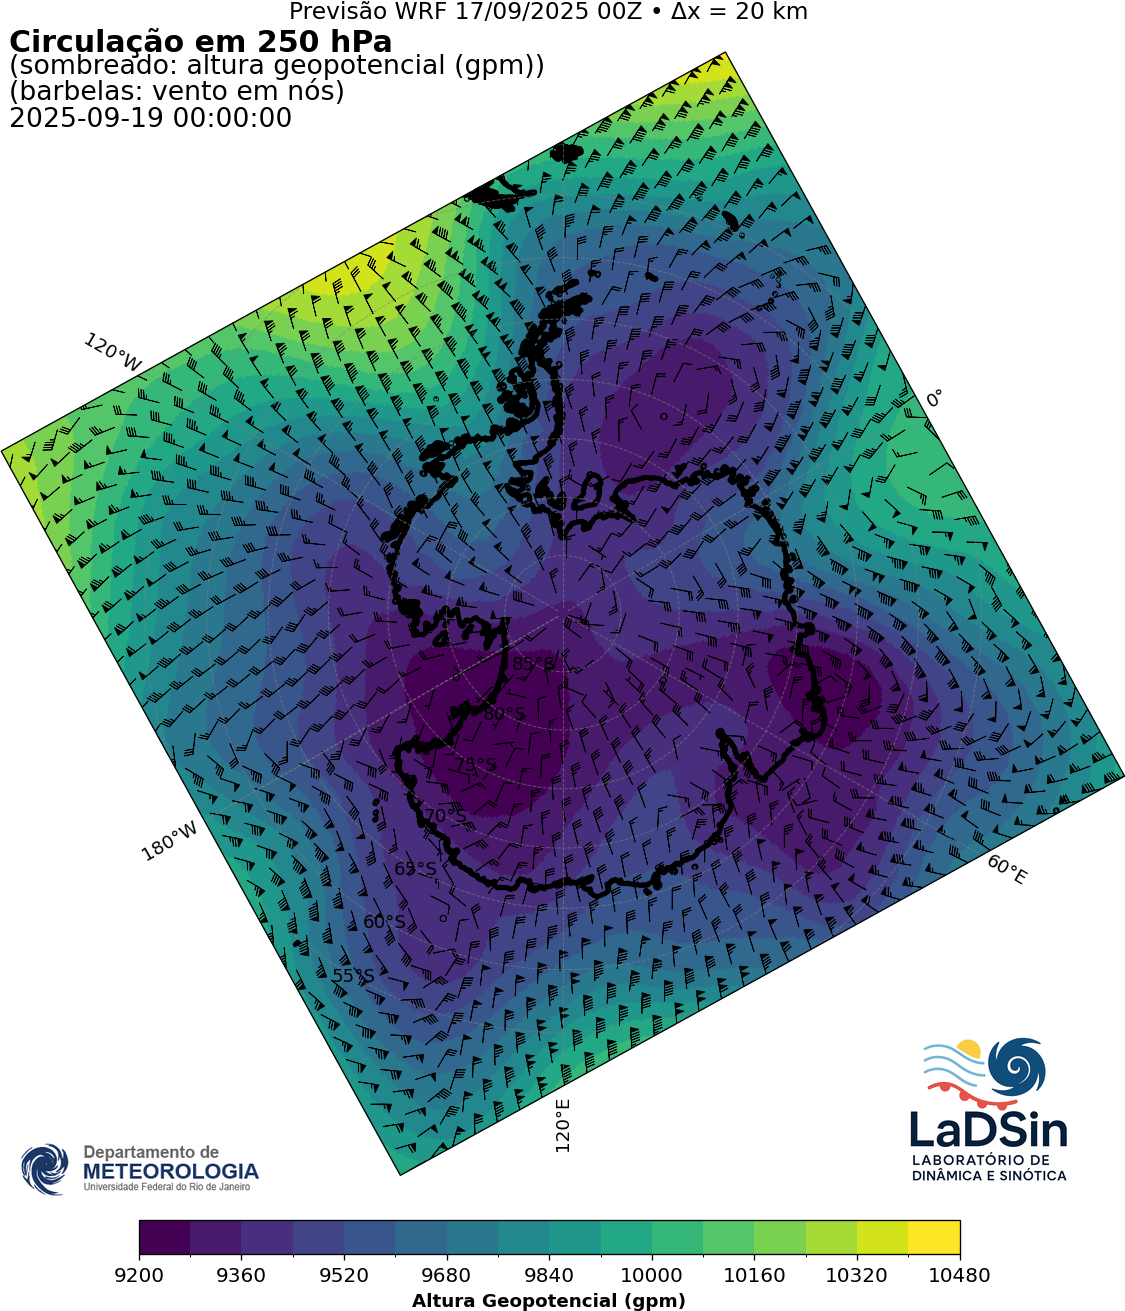 Previsão WRF 17/09/2025 00Z • Δx = 20 km
Circulação em 250 hPa
(sombreado: altura geopotencial (gpm))
(barbelas: vento em nós)
2025-09-19 00:00:00
120°W
0°
85°S
80°S
75°S
70°S
65°S
60°S
55°S
180°W
60°E
120°E
LaDSin
LABORATÓRIO DE
DINÂMICA E SINÓTICA
Departamento de
METEOROLOGIA
Universidade Federal do Rio de Janeiro
9200 9360 9520 9680 9840 10000 10160 10320 10480
Altura Geopotencial (gpm)